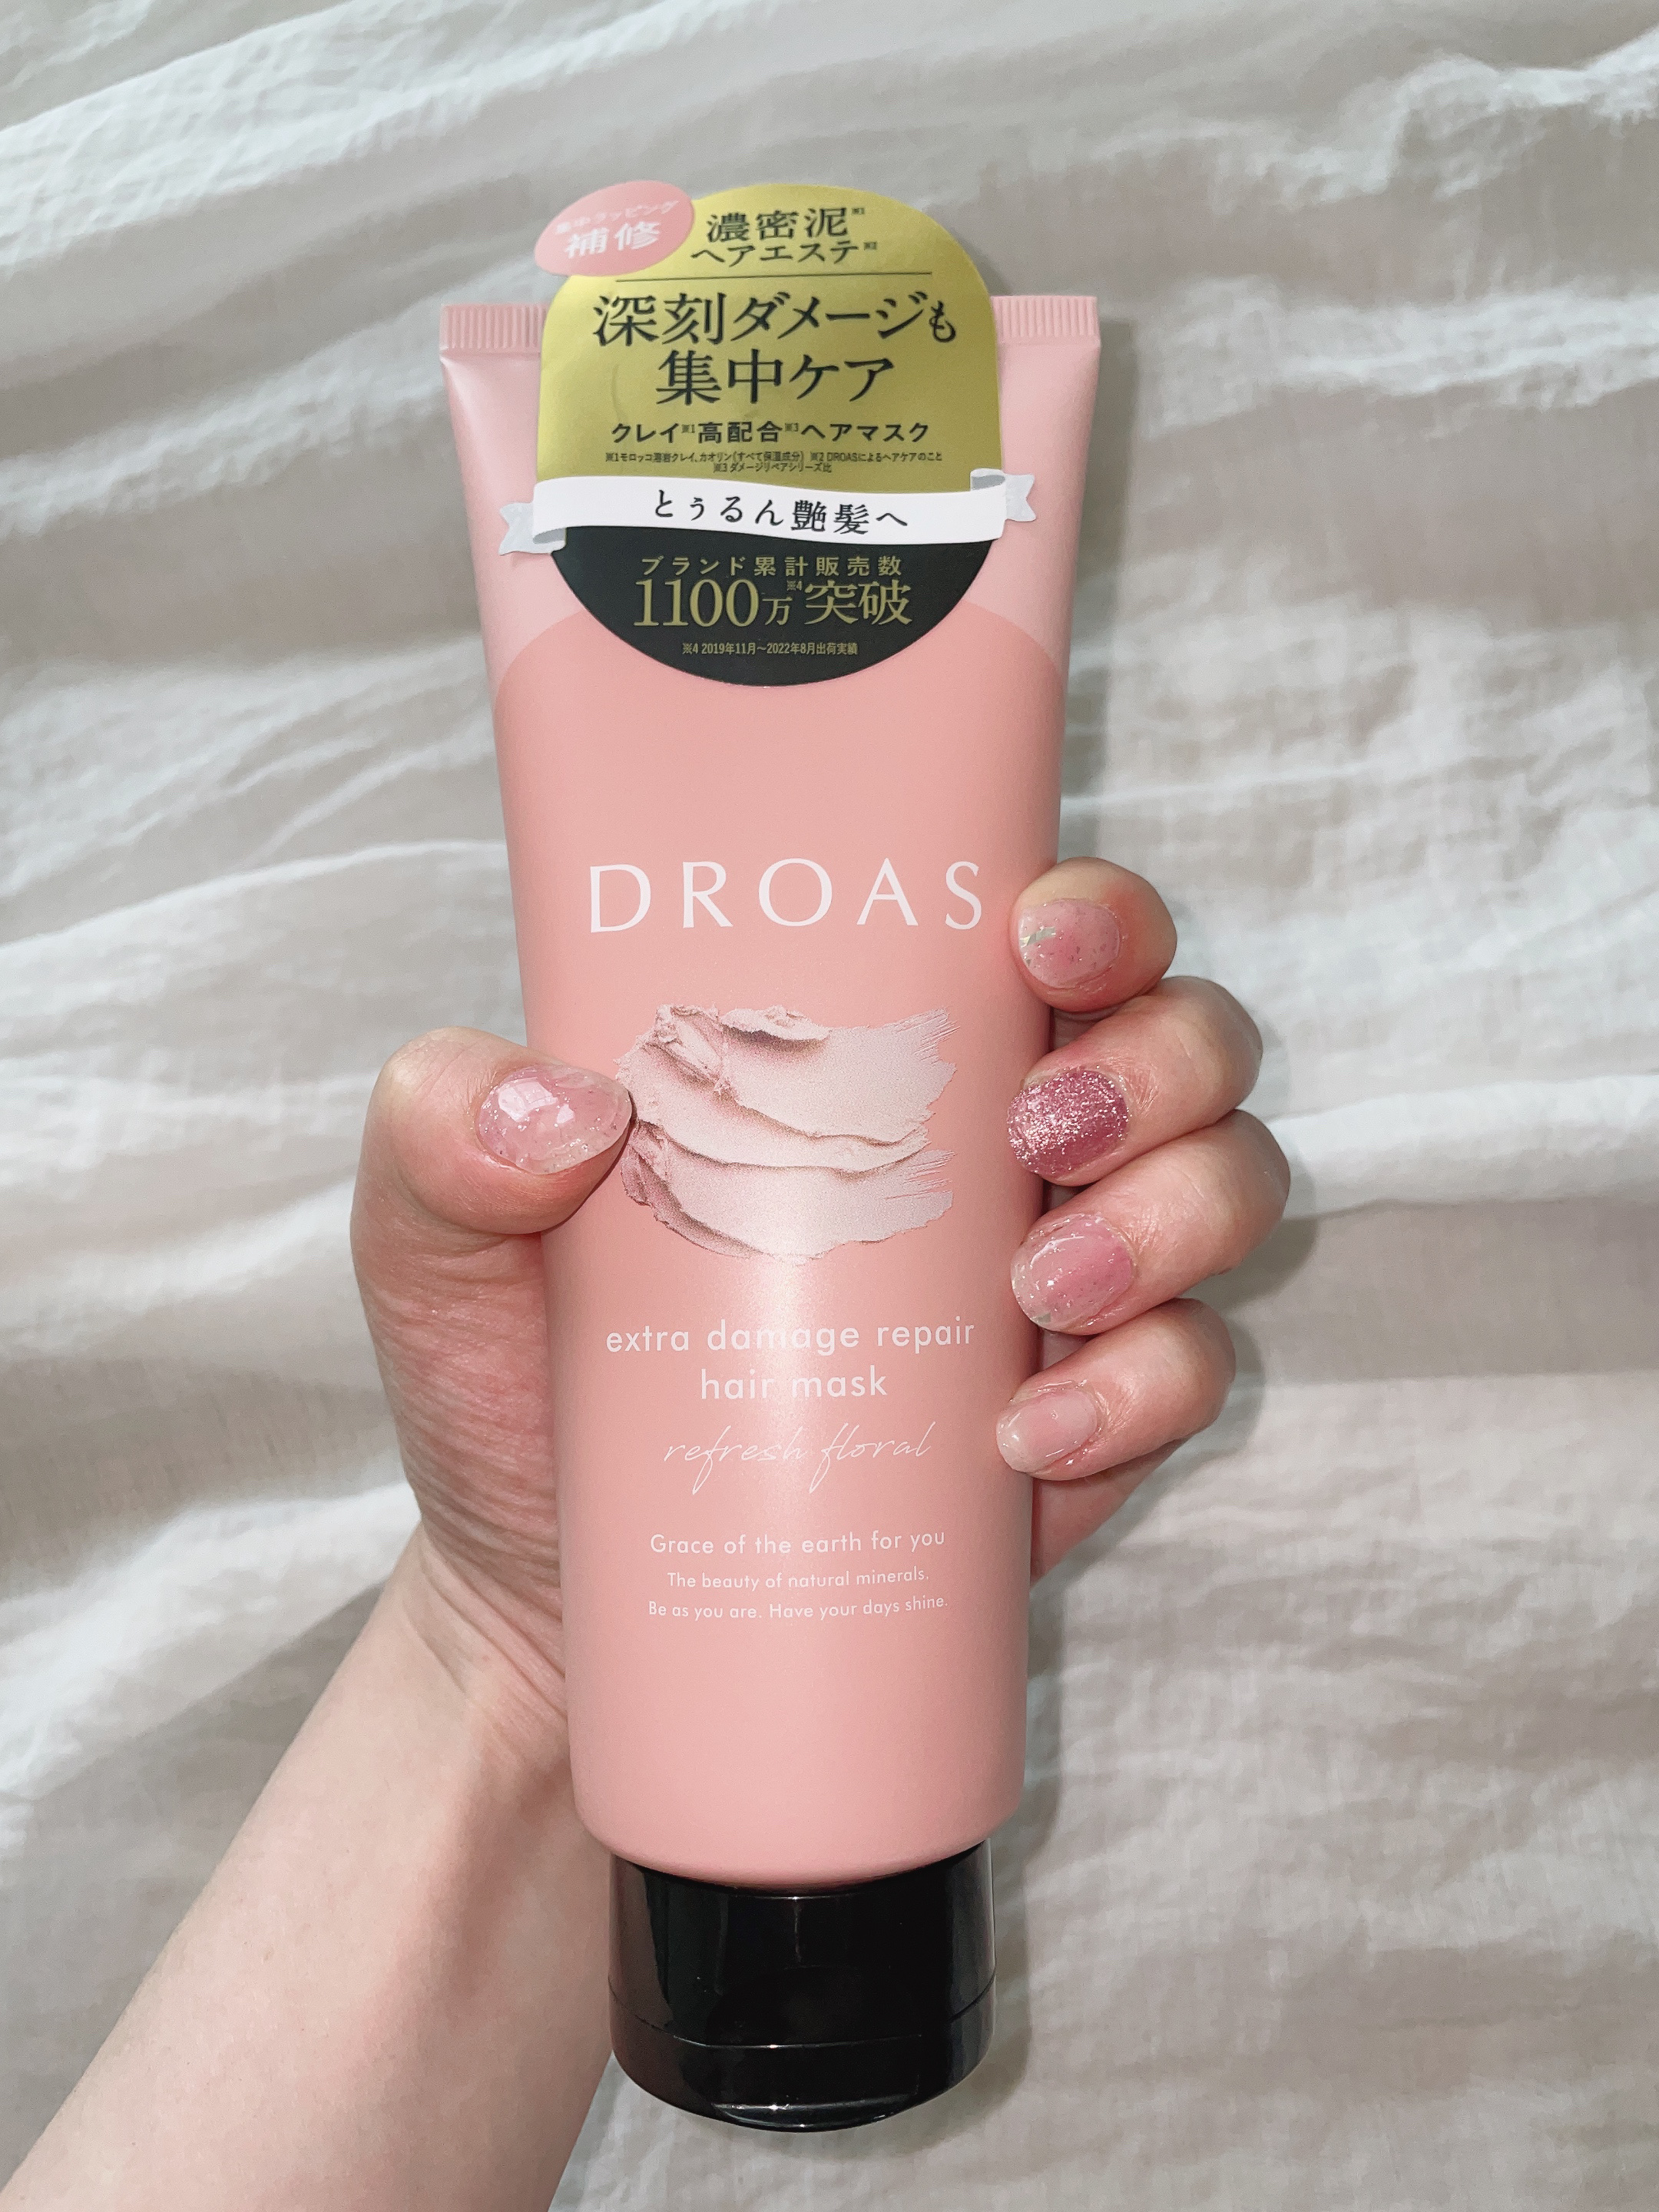 集中ラッピング
補修
濃密泥※1
ヘアエステ※2
深刻ダメージも
集中ケア
クレイ※1高配合※3ヘアマスク
※1モロッコ溶岩クレイ、カオリン(すべて保湿成分) ※2 DROASによるヘアケアのこと
※3 ダメージリペアシリーズ比
とぅるん艶髪へ
ブランド累計販売数
1100万※4突破
※4 2019年11月～2022年8月出荷実績
DROAS
extra damage repair
hair mask
refresh floral
Grace of the earth for you
The beauty of natural minerals.
Be as you are. Have your days shine.